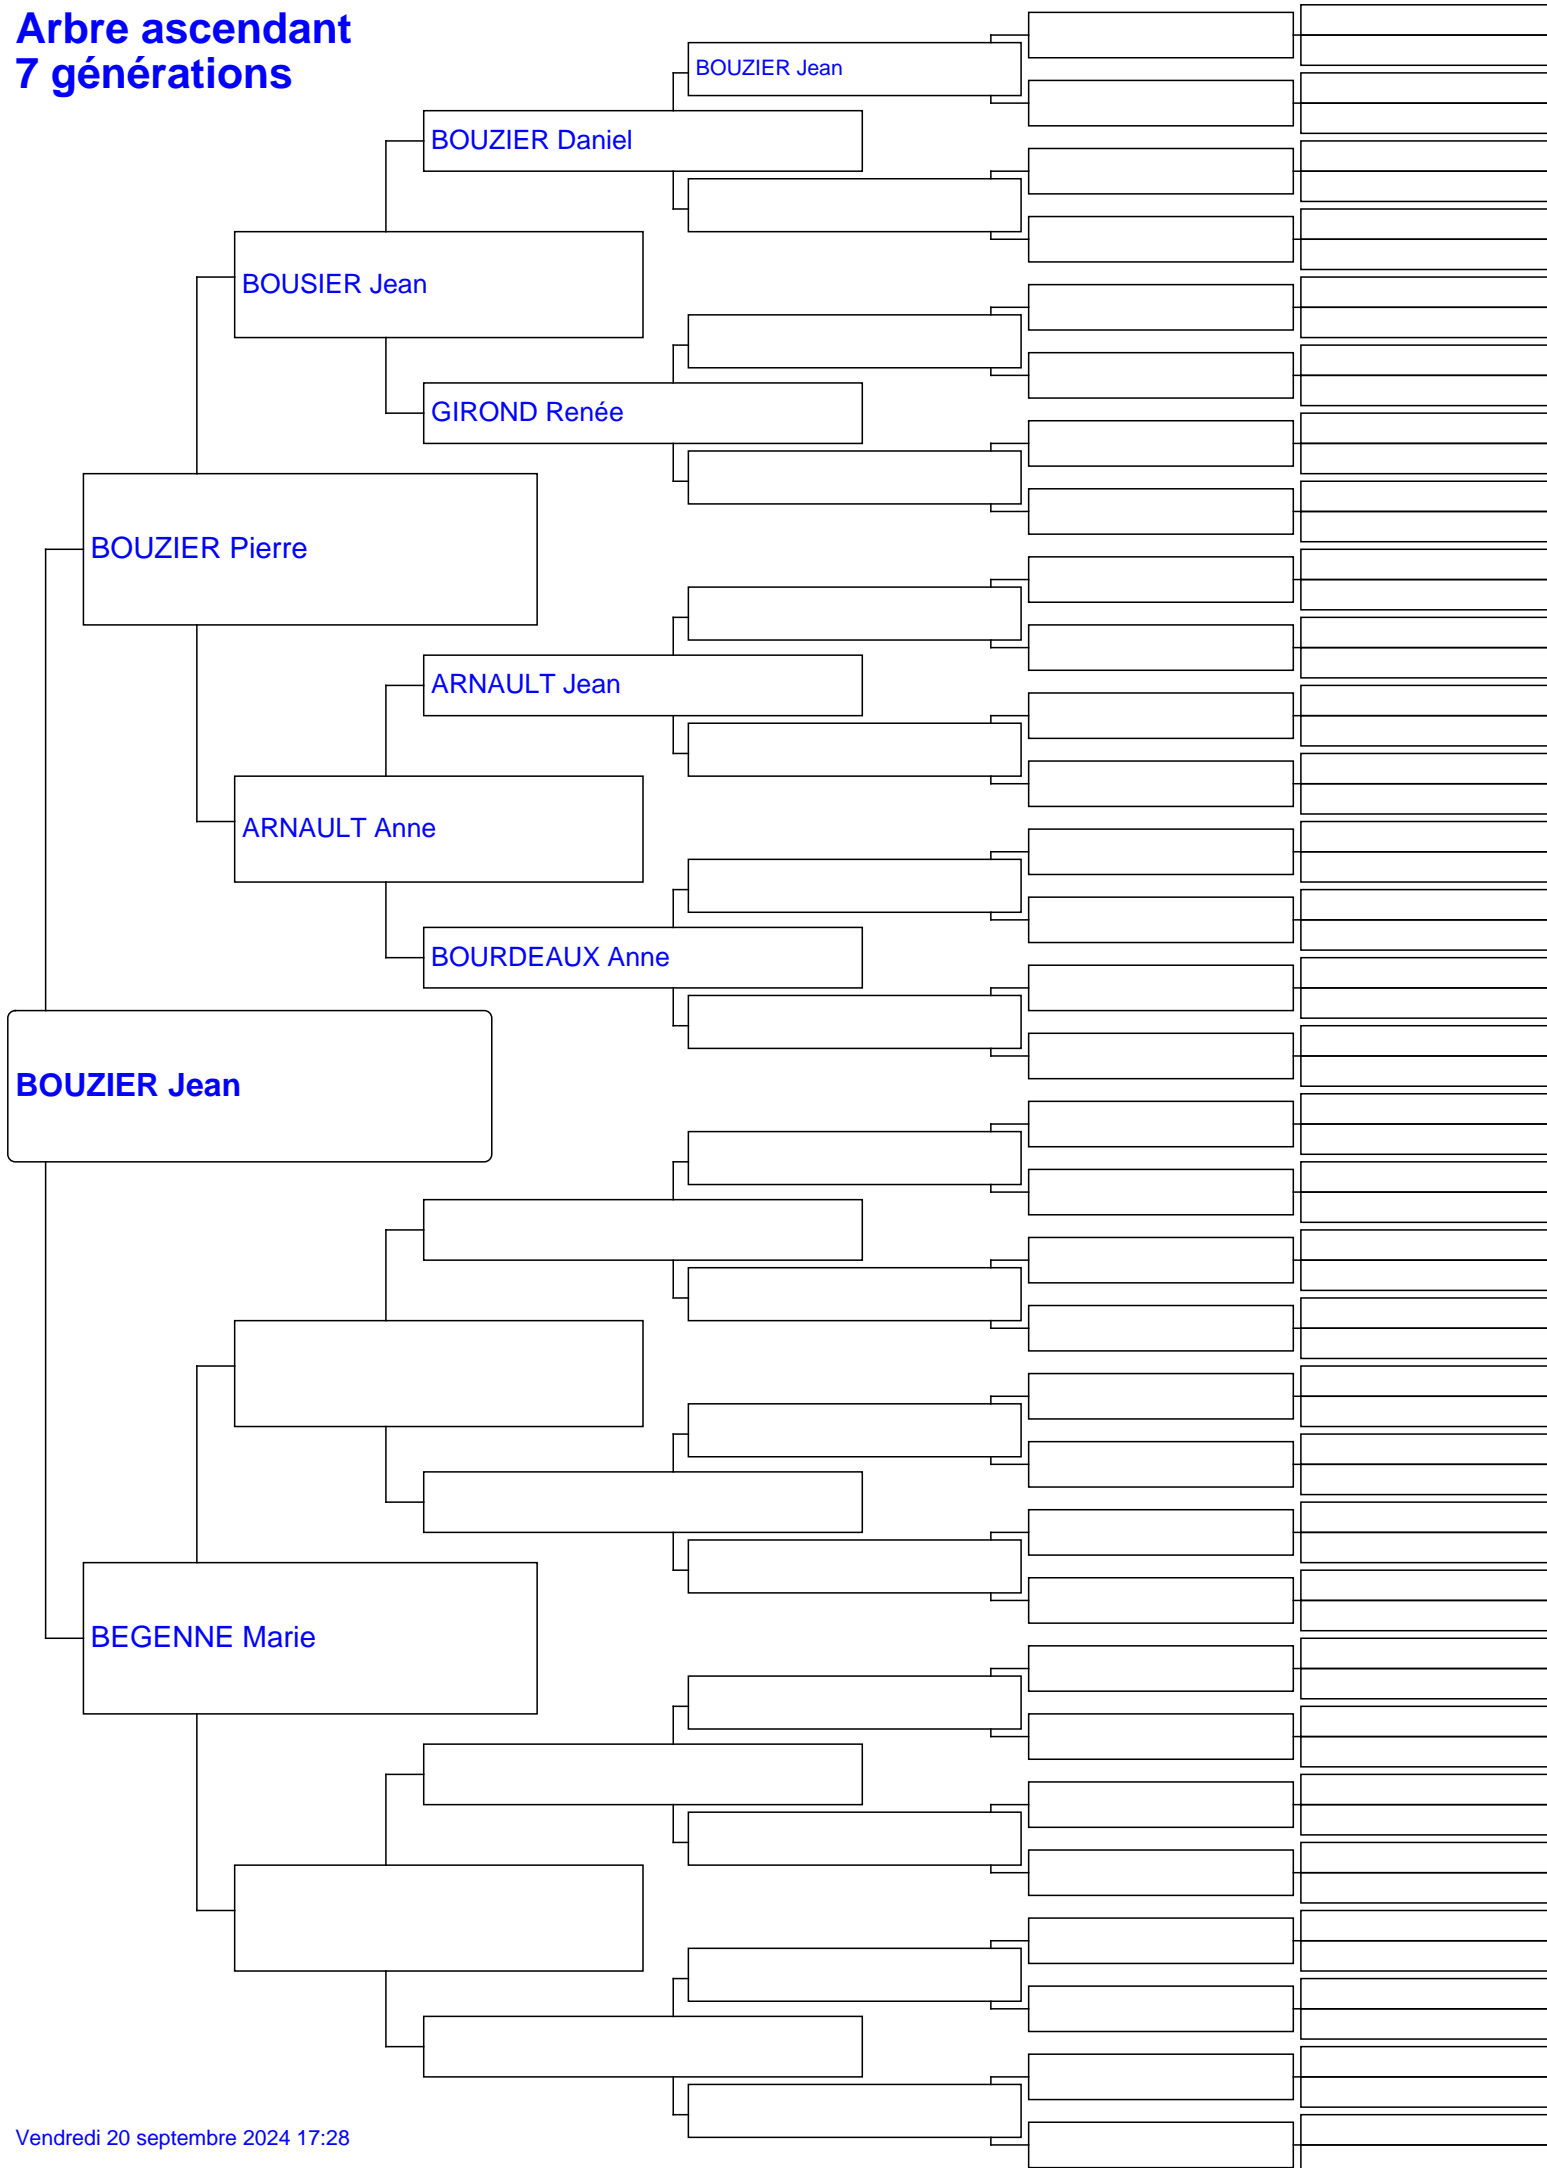 Arbre ascendant
7 générations
BOUZIER Jean
BOUZIER Daniel
BOUSIER Jean
GIROND Renée
BOUZIER Pierre
ARNAULT Jean
ARNAULT Anne
BOURDEAUX Anne
BOUZIER Jean
BEGENNE Marie
Vendredi 20 septembre 2024 17:28